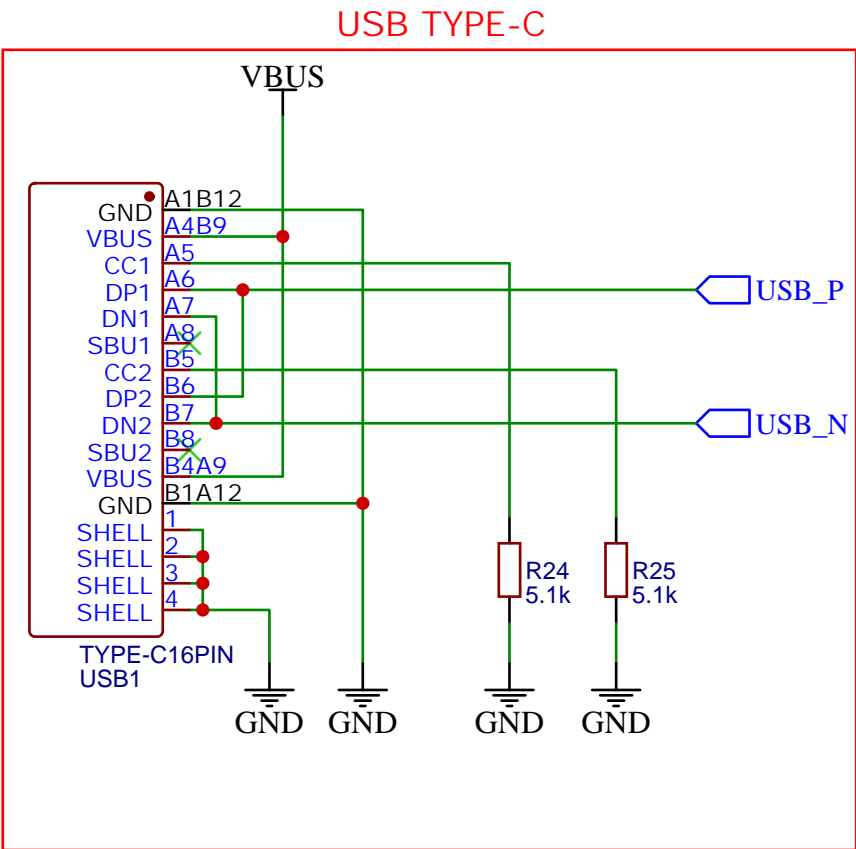 USB TYPE-C
VBUS
GND A1B12
VBUS A4B9
CC1 A5
DP1 A6
USB_P
DN1 A7
SBU1 A8
CC2 B5
DP2 B6
DN2 B7
USB_N
SBU2 B8
VBUS B4A9
GND B1A12
SHELL 1
SHELL 2
SHELL 3
SHELL 4
R24
5.1k
R25
5.1k
TYPE-C16PIN
USB1
GND GND GND GND